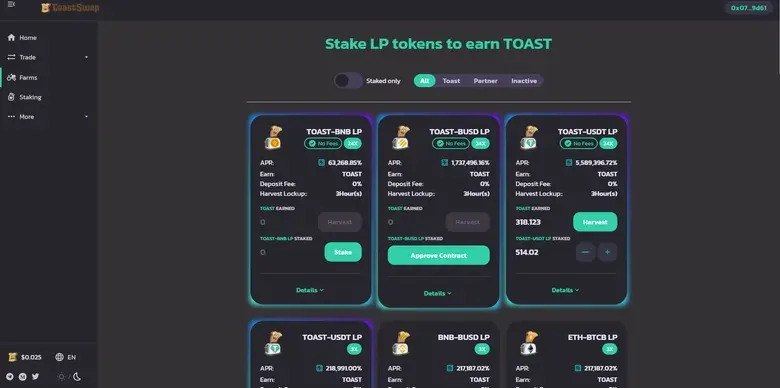 CoastSwap
0x07...9d61
Home
Trade
Farms
Staking
More
$0.025
EN
Stake LP tokens to earn TOAST
Staked only
All
Toast
Partner
Inactive
TOAST-BNB LP
No Fees
24X
APR: 63,268.85%
Earn: TOAST
Deposit Fee: 0%
Harvest Lockup: 3Hour(s)
TOAST EARNED
0
Harvest
TOAST-BNB LP STAKED
0
Stake
Details
TOAST-BUSD LP
No Fees
24X
APR: 1,737,496.16%
Earn: TOAST
Deposit Fee: 0%
Harvest Lockup: 3Hour(s)
TOAST EARNED
0
Harvest
TOAST-BUSD LP STAKED
Approve Contract
Details
TOAST-USDT LP
No Fees
24X
APR: 5,589,396.72%
Earn: TOAST
Deposit Fee: 0%
Harvest Lockup: 3Hour(s)
TOAST EARNED
318.123
Harvest
TOAST-USDT LP STAKED
514.02
Details
TOAST-USDT LP
3X
APR: 218,991.00%
Earn: TOAST
BNB-BUSD LP
3X
APR: 217,187.02%
Earn: TOAST
ETH-BTCB LP
3X
APR: 217,187.02%
Earn: TOAST